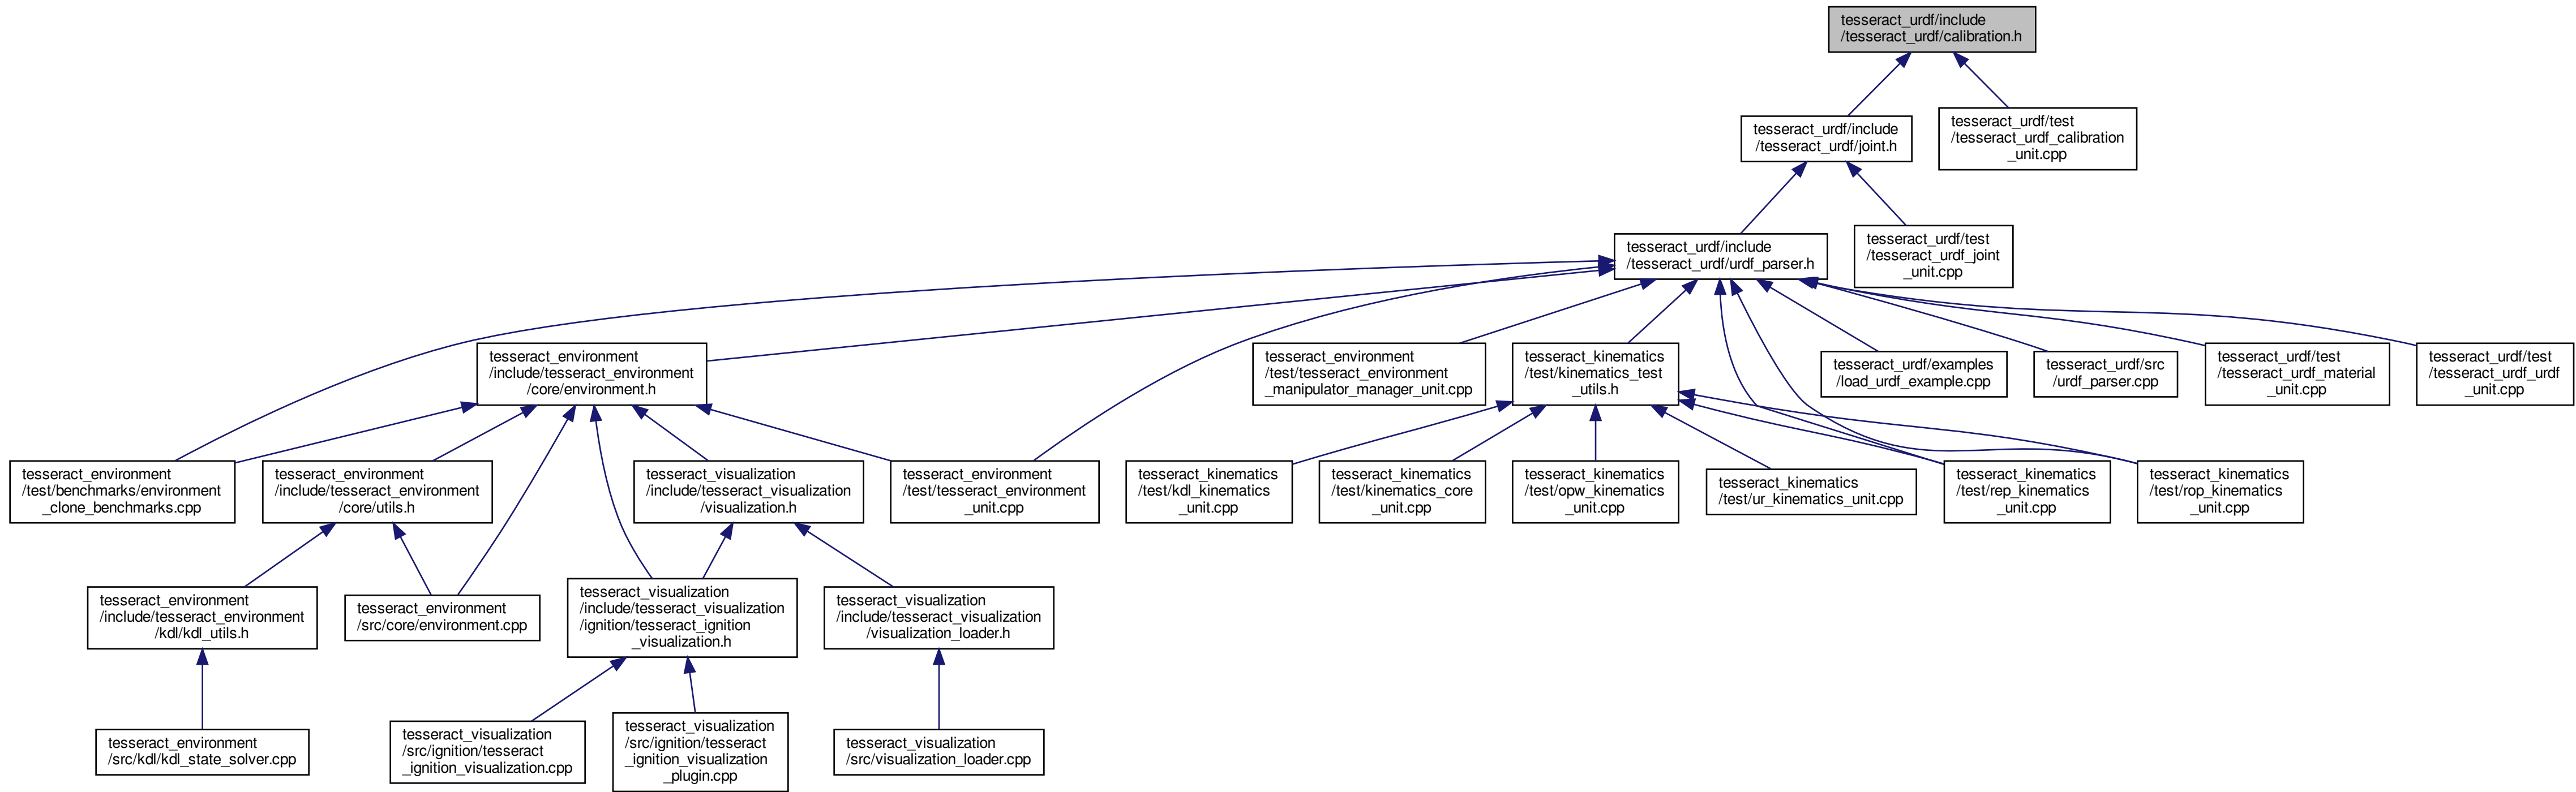 tesseract_urdf/include
/tesseract_urdf/calibration.h
tesseract_urdf/include
/tesseract_urdf/joint.h
tesseract_urdf/test
/tesseract_urdf_calibration
_unit.cpp
tesseract_urdf/include
/tesseract_urdf/urdf_parser.h
tesseract_urdf/test
/tesseract_urdf_joint
_unit.cpp
tesseract_environment
/include/tesseract_environment
/core/environment.h
tesseract_environment
/test/tesseract_environment
_manipulator_manager_unit.cpp
tesseract_kinematics
/test/kinematics_test
_utils.h
tesseract_urdf/examples
/load_urdf_example.cpp
tesseract_urdf/src
/urdf_parser.cpp
tesseract_urdf/test
/tesseract_urdf_material
_unit.cpp
tesseract_urdf/test
/tesseract_urdf_urdf
_unit.cpp
tesseract_environment
/test/benchmarks/environment
_clone_benchmarks.cpp
tesseract_environment
/include/tesseract_environment
/core/utils.h
tesseract_visualization
/include/tesseract_visualization
/visualization.h
tesseract_environment
/test/tesseract_environment
_unit.cpp
tesseract_kinematics
/test/kdl_kinematics
_unit.cpp
tesseract_kinematics
/test/kinematics_core
_unit.cpp
tesseract_kinematics
/test/opw_kinematics
_unit.cpp
tesseract_kinematics
/test/ur_kinematics_unit.cpp
tesseract_kinematics
/test/rep_kinematics
_unit.cpp
tesseract_kinematics
/test/rop_kinematics
_unit.cpp
tesseract_environment
/include/tesseract_environment
/kdl/kdl_utils.h
tesseract_environment
/src/core/environment.cpp
tesseract_visualization
/include/tesseract_visualization
/ignition/tesseract_ignition
_visualization.h
tesseract_visualization
/include/tesseract_visualization
/visualization_loader.h
tesseract_environment
/src/kdl/kdl_state_solver.cpp
tesseract_visualization
/src/ignition/tesseract
_ignition_visualization.cpp
tesseract_visualization
/src/ignition/tesseract
_ignition_visualization
_plugin.cpp
tesseract_visualization
/src/visualization_loader.cpp